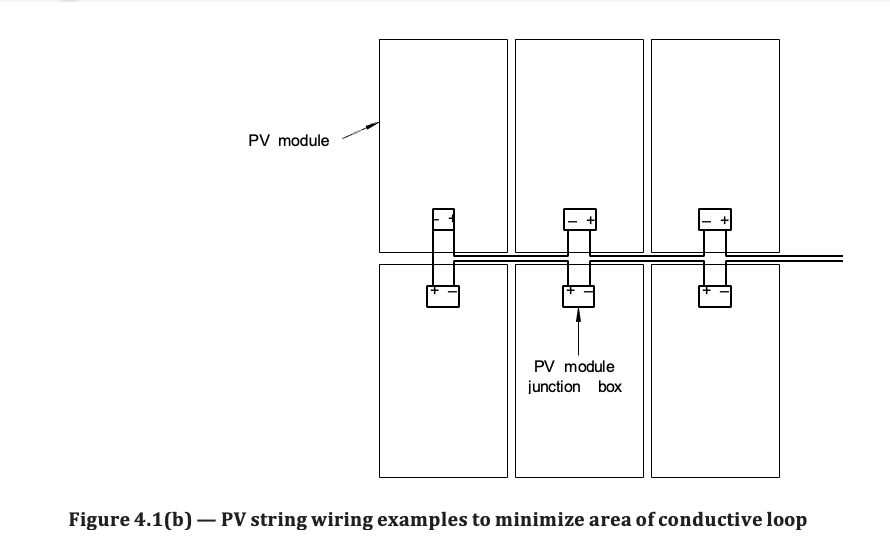 PV module
– +
– +
– +
+ –
+ –
+ –
PV module
junction box
Figure 4.1(b) — PV string wiring examples to minimize area of conductive loop